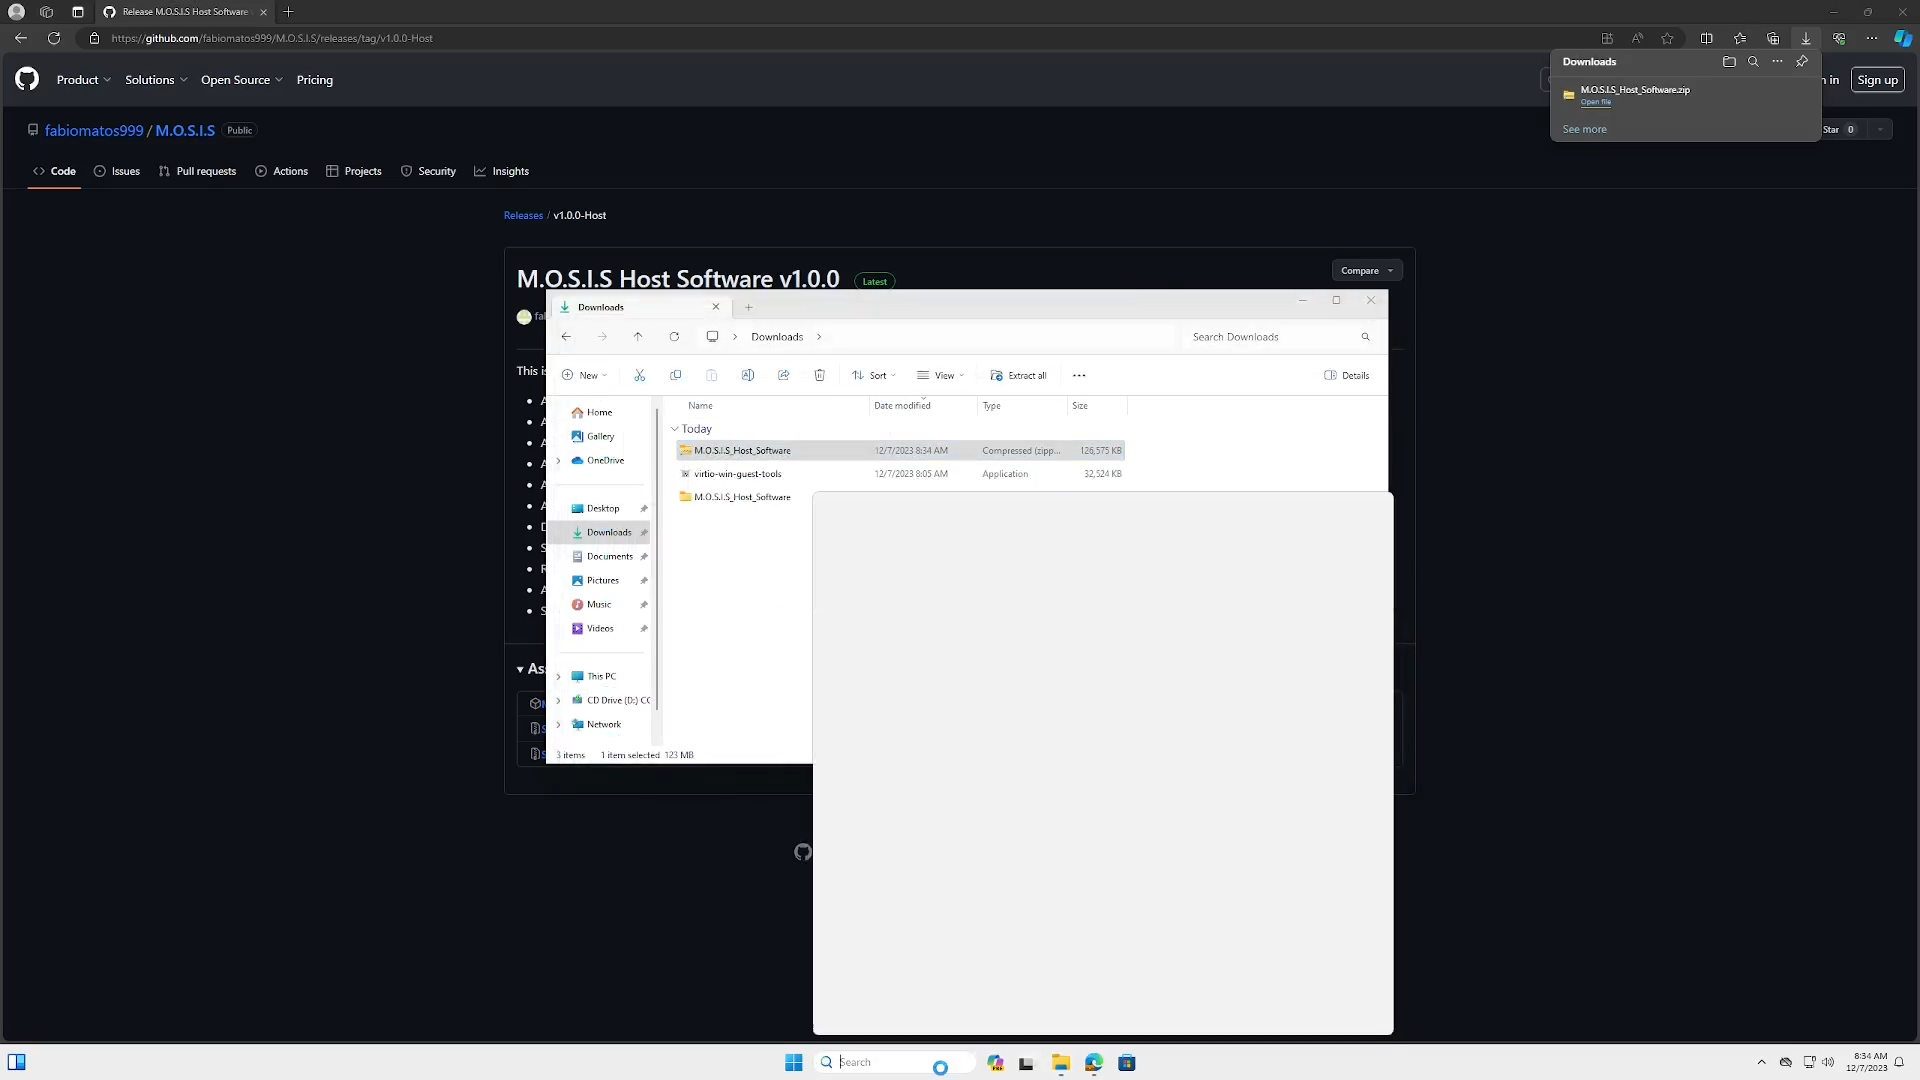 Release M.O.S.I.S Host Software
https://github.com/fabiomatos999/M.O.S.I.S/releases/tag/v1.0.0-Host
Product
Solutions
Open Source
Pricing
Downloads
M.O.S.I.S_Host_Software.zip
Open file
See more
in
Sign up
fabiomatos999 / M.O.S.I.S
Public
Star 0
Code
Issues
Pull requests
Actions
Projects
Security
Insights
Releases / v1.0.0-Host
M.O.S.I.S Host Software v1.0.0
Latest
Compare
This is
Downloads
Downloads
Search Downloads
New
Sort
View
Extract all
Details
Home
Gallery
OneDrive
Desktop
Downloads
Documents
Pictures
Music
Videos
This PC
CD Drive (D:) CC
Network
Name
Date modified
Type
Size
Today
M.O.S.I.S_Host_Software 12/7/2023 8:34 AM Compressed (zipp... 126,575 KB
virtio-win-guest-tools 12/7/2023 8:05 AM Application 32,524 KB
M.O.S.I.S_Host_Software
3 items 1 item selected 123 MB
Search
8:34 AM
12/7/2023